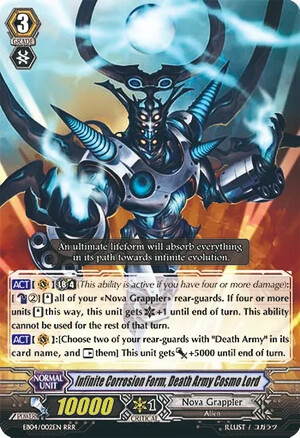 3
GRADE
An ultimate lifeform will absorb everything
in its path towards infinite evolution.
ACT [V] LB4 (This ability is active if you have four or more damage):
[②] all of your «Nova Grappler» rear-guards. If four or more
units this way, this unit gets +1 until end of turn. This ability
cannot be used for the rest of that turn.
ACT [V]:[Choose two of your rear-guards with "Death Army" in its
card name, and them] This unit gets +5000 until end of turn.
NORMAL UNIT
Infinite Corrosion Form, Death Army Cosmo Lord
POWER
10000
1
CRITICAL
Nova Grappler
Alien
EB04/002EN RRR
ILLUST / コガラツ